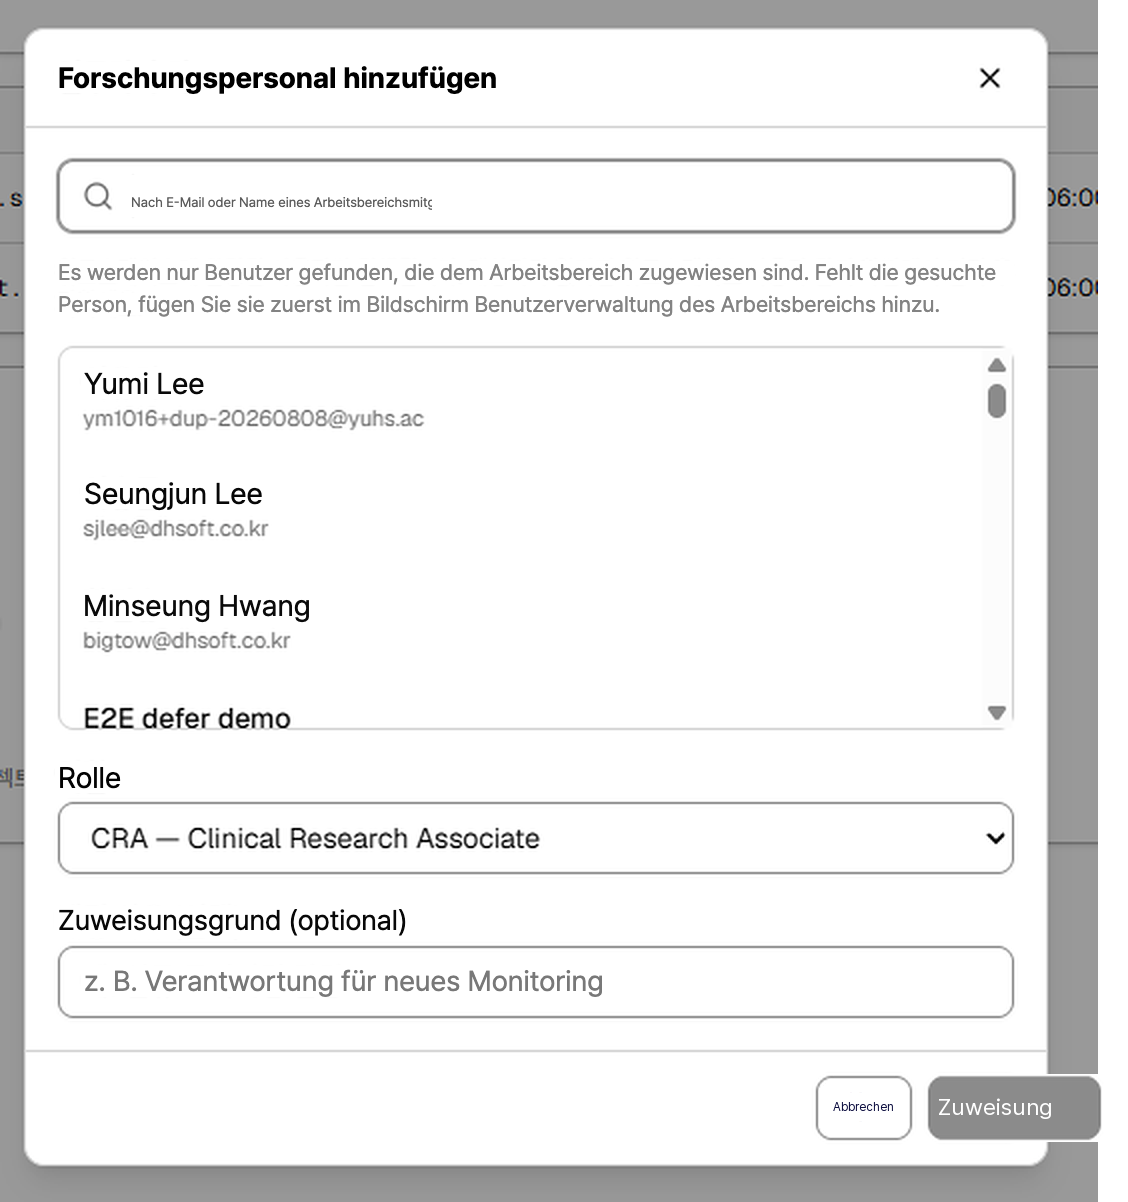 Forschungspersonal hinzufügen
Nach E-Mail oder Name eines
Es werden nur Benutzer gefunden, die dem Arbeitsbereich zugewiesen sind. Fehlt die gesuchte
Person, fügen Sie sie zuerst im Bildschirm Benutzerverwaltung des Arbeitsbereichs hinzu.
Yumi Lee
ym1016+dup-20260808@yuhs.ac
Seungjun Lee
sjlee@dhsoft.co.kr
Minseung Hwang
bigtow@dhsoft.co.kr
E2E defer demo
Rolle
CRA — Clinical Research Associate
Zuweisungsgrund (optional)
z. B. Verantwortung für neues Monitoring
Abbrechen
Zuweisung